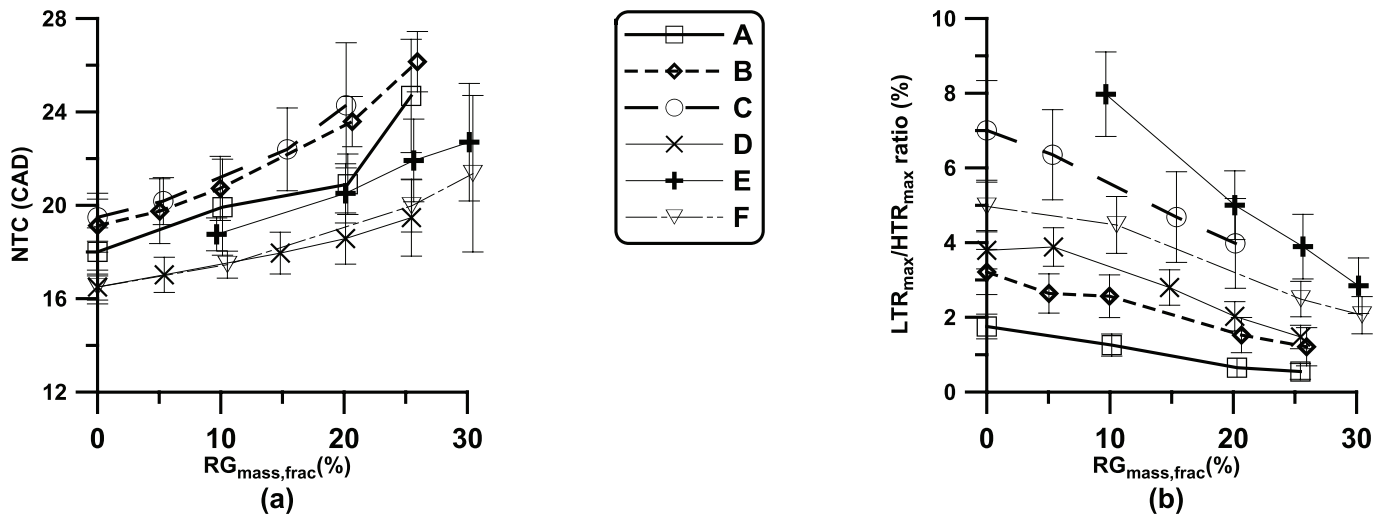 28
24
20
16
12
NTC (CAD)
0 10 20 30
RGmass,frac(%)
(a)
A
B
C
D
E
F
10
8
6
4
2
0
LTRmax/HTRmax ratio (%)
0 10 20 30
RGmass,frac(%)
(b)